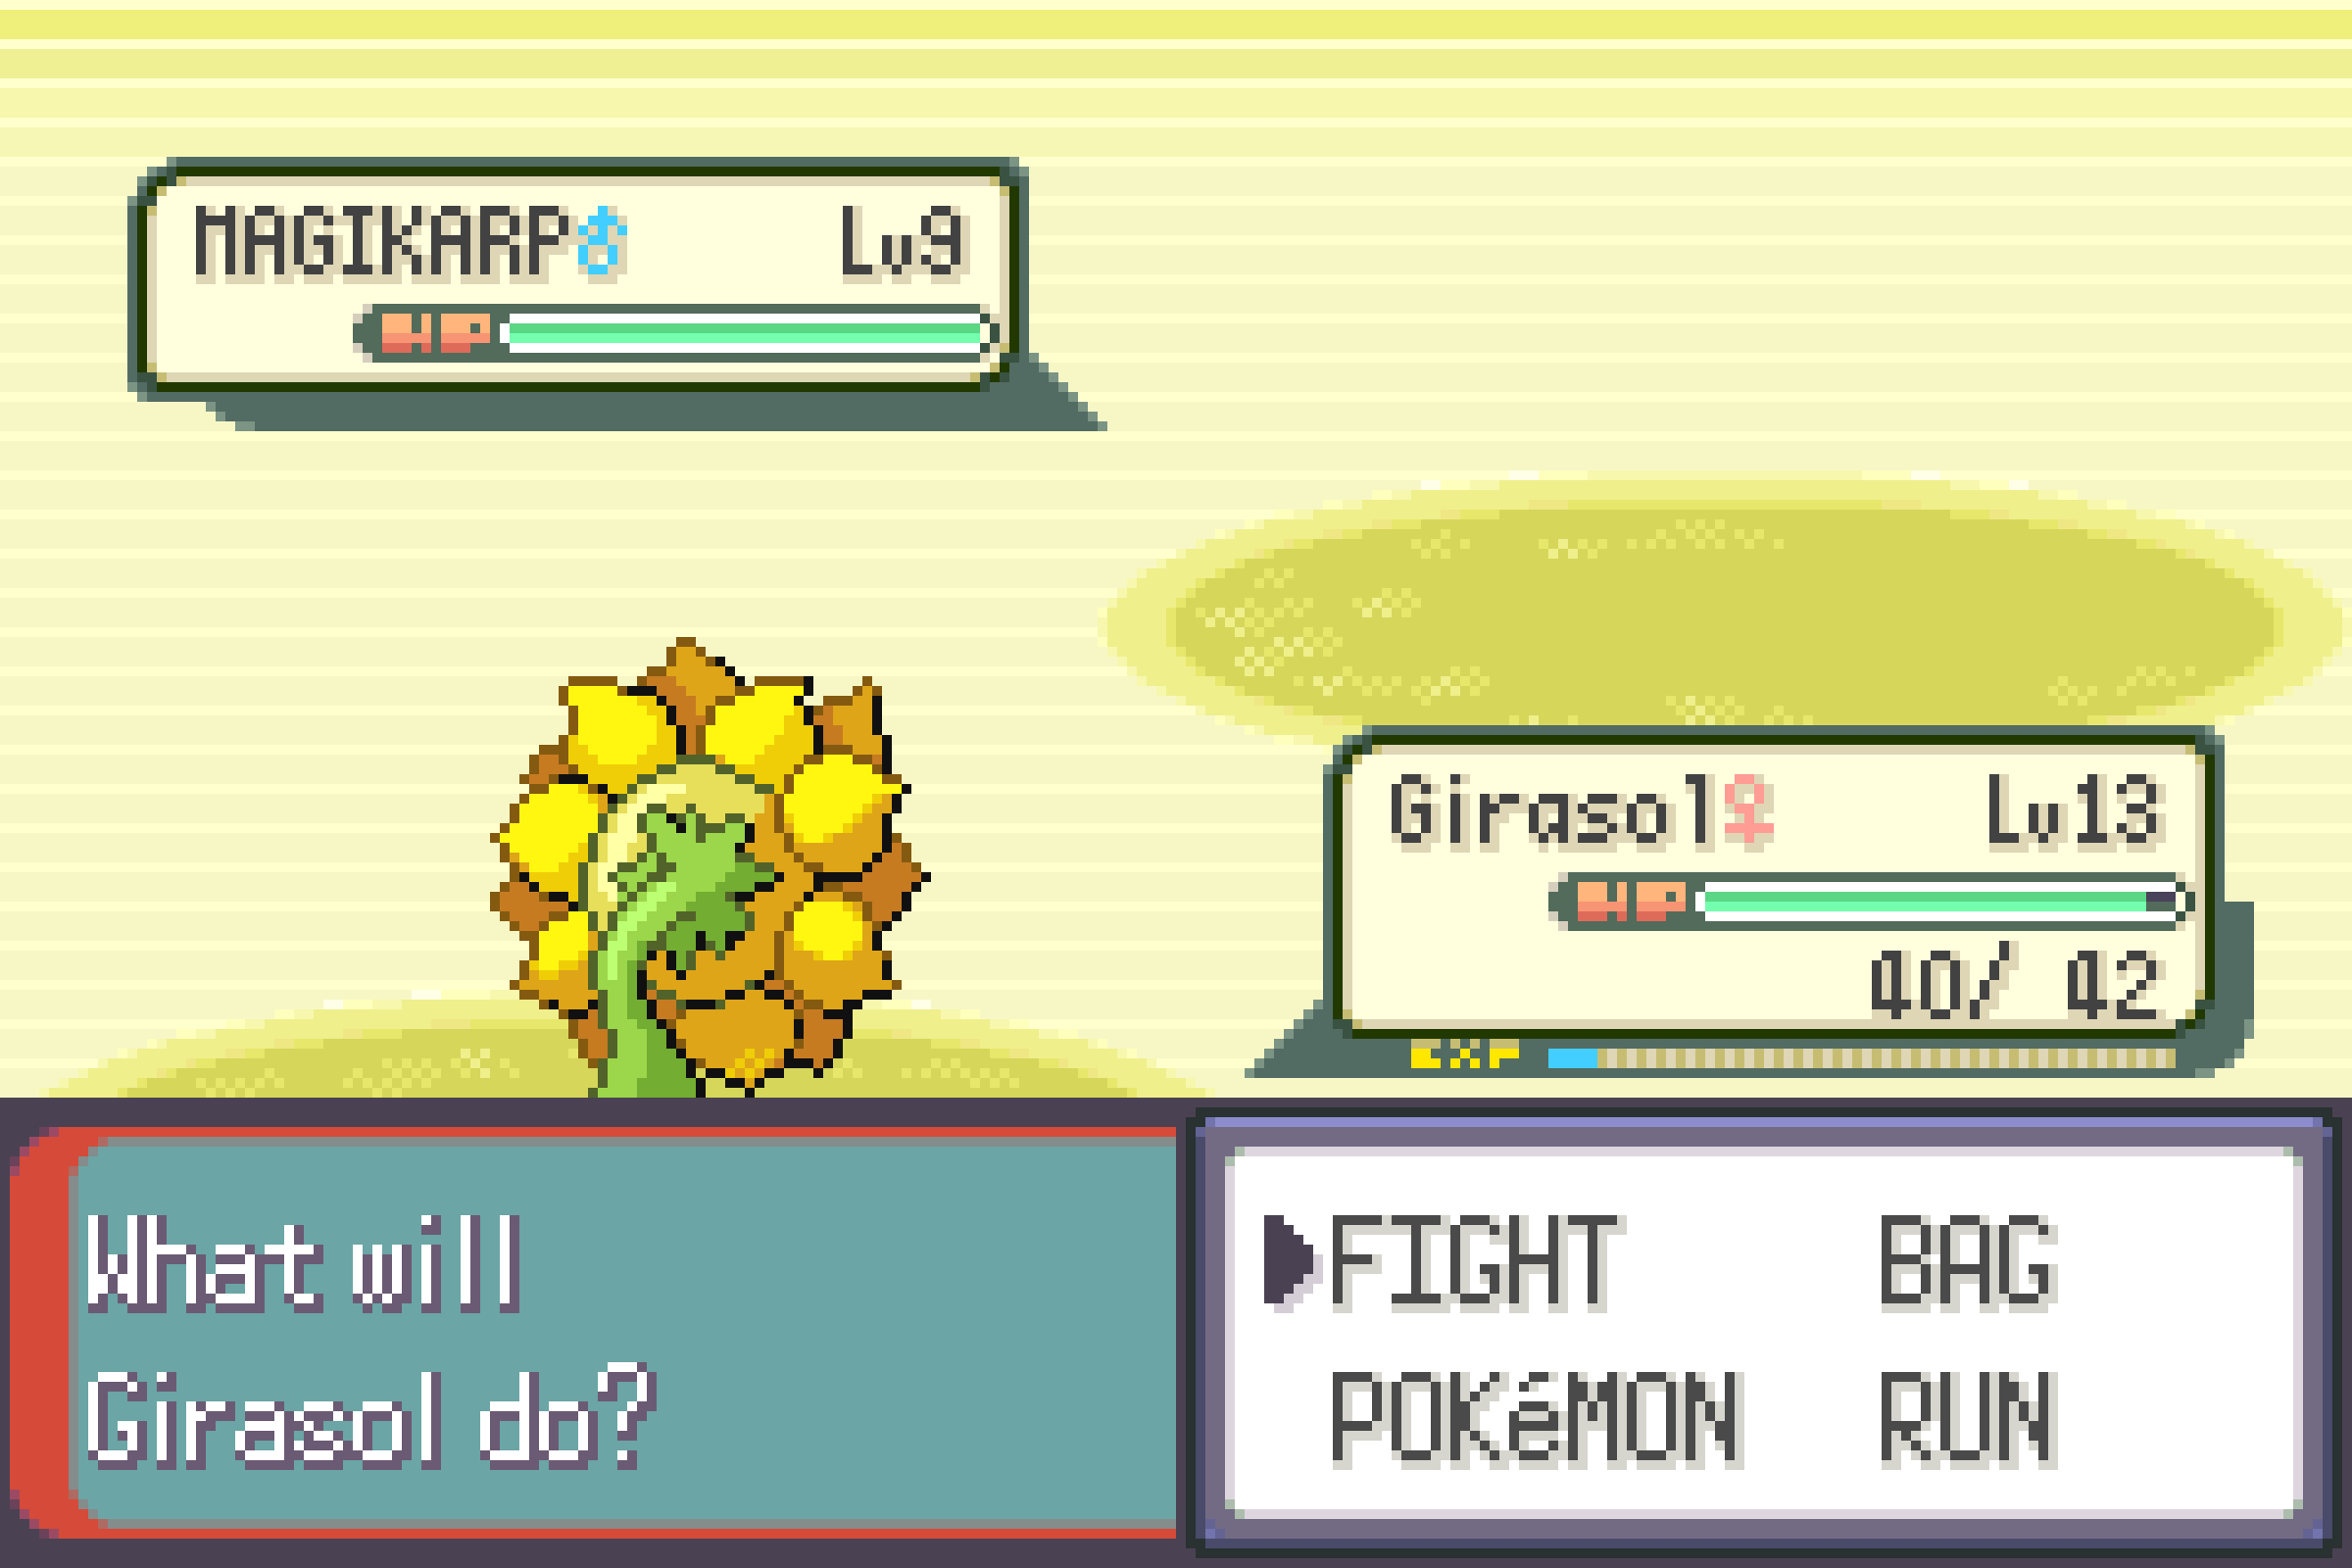 MAGIKARP♂ Lv9
HP
Girasol♀ Lv13
HP
40/ 42
EXP
What will
Girasol do?
FIGHT BAG
POKéMON RUN